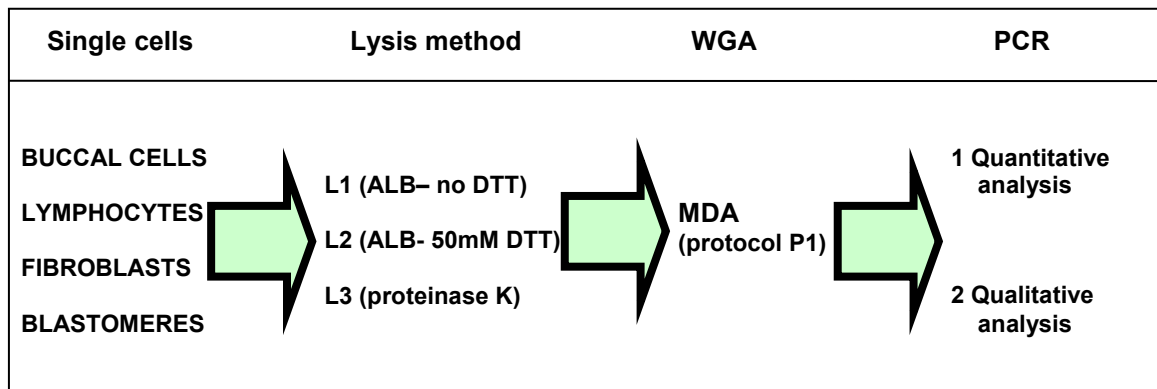 Single cells
Lysis method
WGA
PCR
BUCCAL CELLS
LYMPHOCYTES
FIBROBLASTS
BLASTOMERES
L1 (ALB– no DTT)
L2 (ALB- 50mM DTT)
L3 (proteinase K)
MDA
(protocol P1)
1 Quantitative
analysis
2 Qualitative
analysis